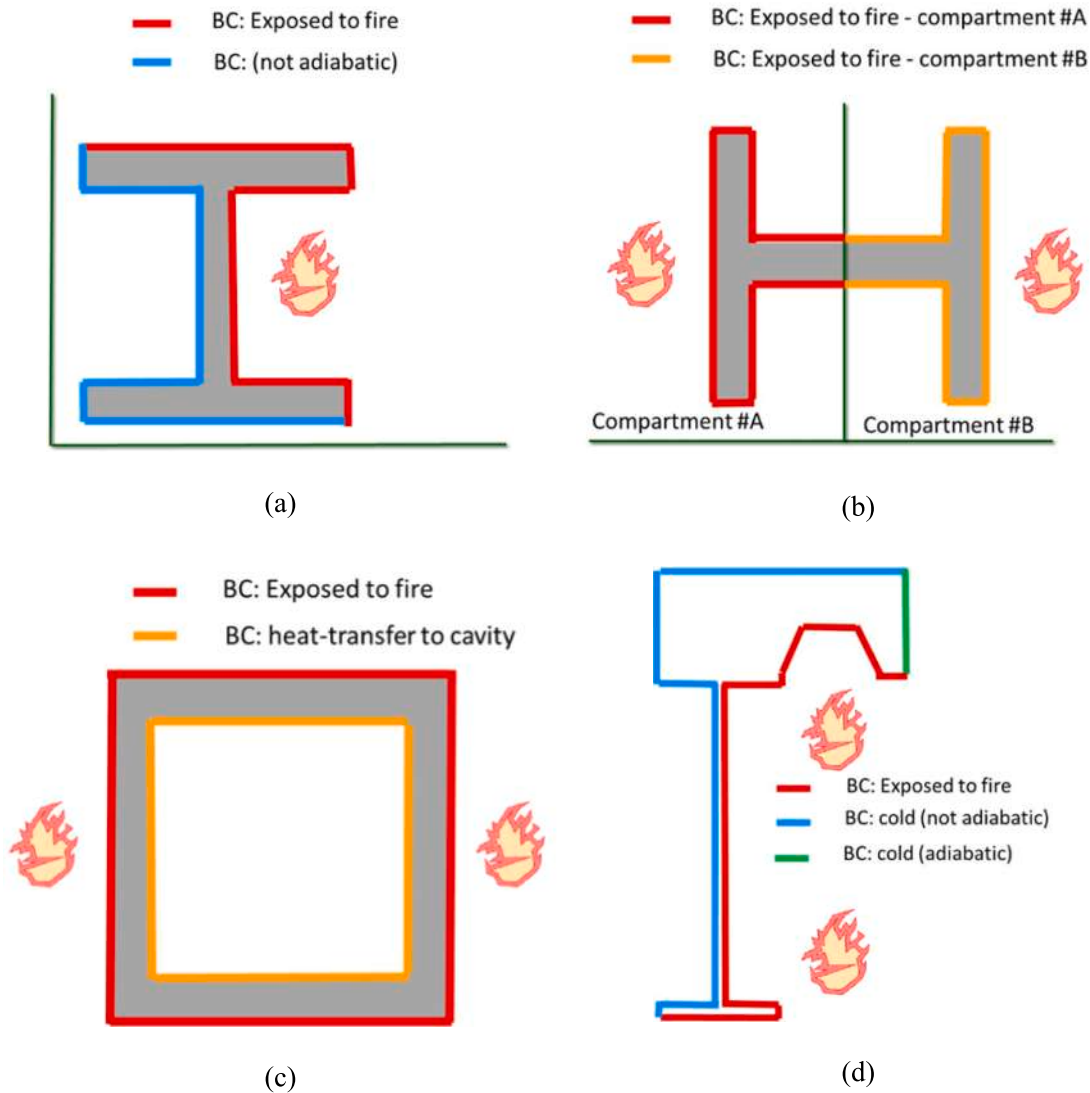 BC: Exposed to fire
BC: (not adiabatic)
BC: Exposed to fire - compartment #A
BC: Exposed to fire - compartment #B
Compartment #A
Compartment #B
(a)
(b)
BC: Exposed to fire
BC: heat-transfer to cavity
BC: Exposed to fire
BC: cold (not adiabatic)
BC: cold (adiabatic)
(c)
(d)